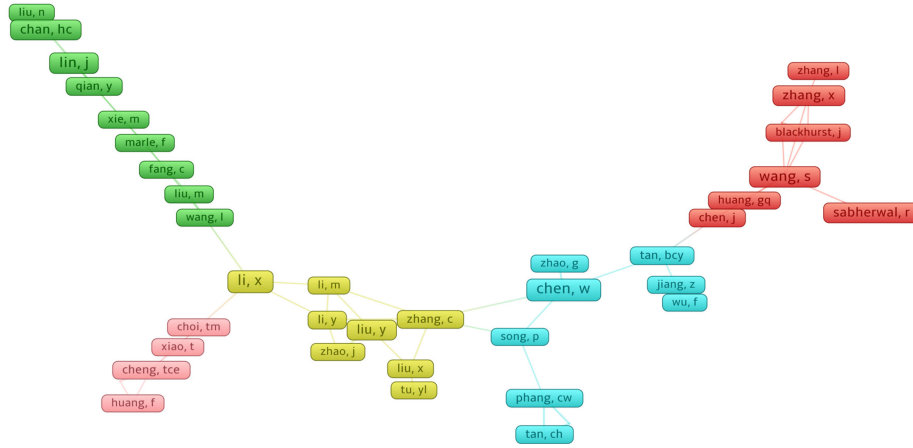 liu, n
chan, hc
lin, j
qian, y
xie, m
marle, f
fang, c
liu, m
wang, l
li, x
choi, tm
xiao, t
cheng, tce
huang, f
li, m
li, y
liu, y
zhang, c
zhao, j
liu, x
tu, yl
zhao, g
chen, w
song, p
phang, cw
tan, ch
tan, bcy
jiang, z
wu, f
zhang, l
zhang, x
blackhurst, j
wang, s
huang, gq
chen, j
sabherwal, r